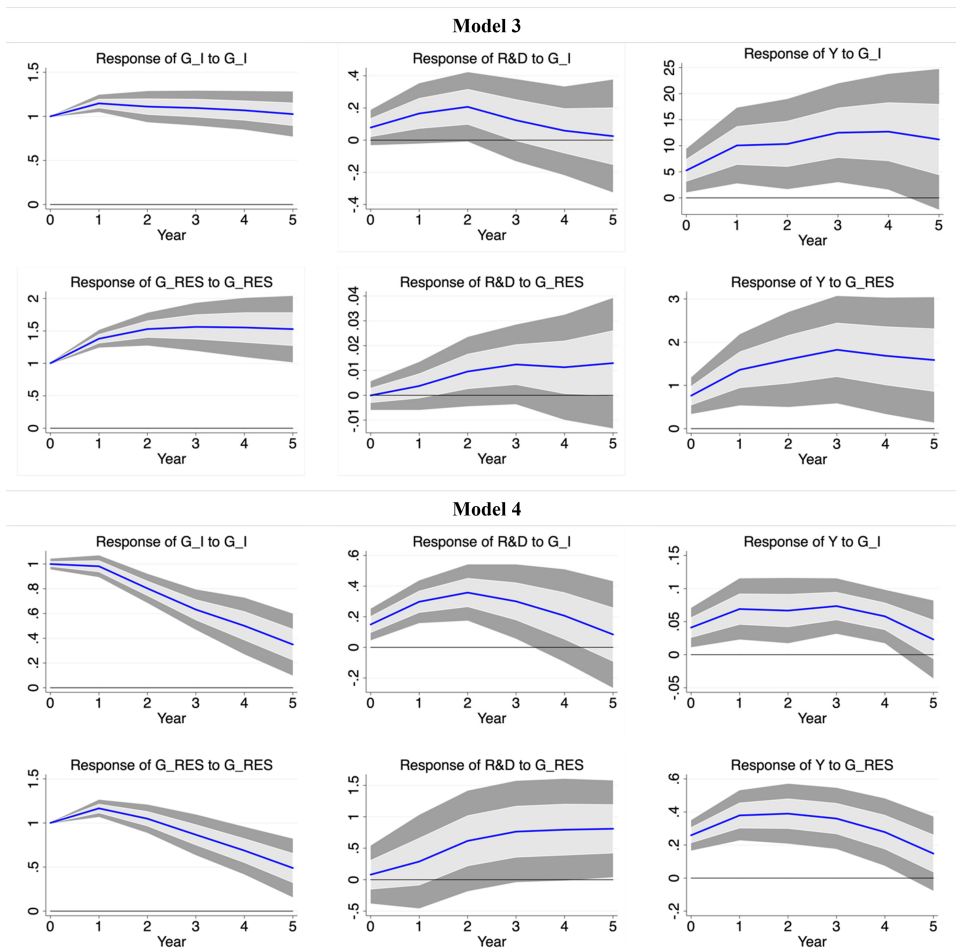 Model 3
Response of G_I to G_I
1.5
1
.5
0
0 1 2 3 4 5
Year
Response of R&D to G_I
.4
.2
0
-.2
-.4
0 1 2 3 4 5
Year
Response of Y to G_I
25
20
15
10
5
0
0 1 2 3 4 5
Year
Response of G_RES to G_RES
2
1.5
1
.5
0
0 1 2 3 4 5
Year
Response of R&D to G_RES
.04
.03
.02
.01
0
-.01
0 1 2 3 4 5
Year
Response of Y to G_RES
3
2
1
0
0 1 2 3 4 5
Year
Model 4
Response of G_I to G_I
1
.8
.6
.4
.2
0
0 1 2 3 4 5
Year
Response of R&D to G_I
.6
.4
.2
0
-.2
0 1 2 3 4 5
Year
Response of Y to G_I
.15
.1
.05
0
-.05
0 1 2 3 4 5
Year
Response of G_RES to G_RES
1.5
1
.5
0
0 1 2 3 4 5
Year
Response of R&D to G_RES
1.5
1
.5
0
-.5
0 1 2 3 4 5
Year
Response of Y to G_RES
.6
.4
.2
0
-.2
0 1 2 3 4 5
Year